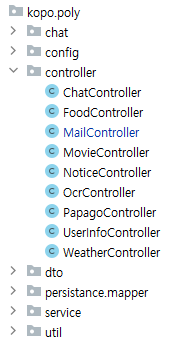 kopo.poly
chat
config
controller
ChatController
FoodController
MailController
MovieController
NoticeController
OcrController
PapagoController
UserInfoController
WeatherController
dto
persistance.mapper
service
util